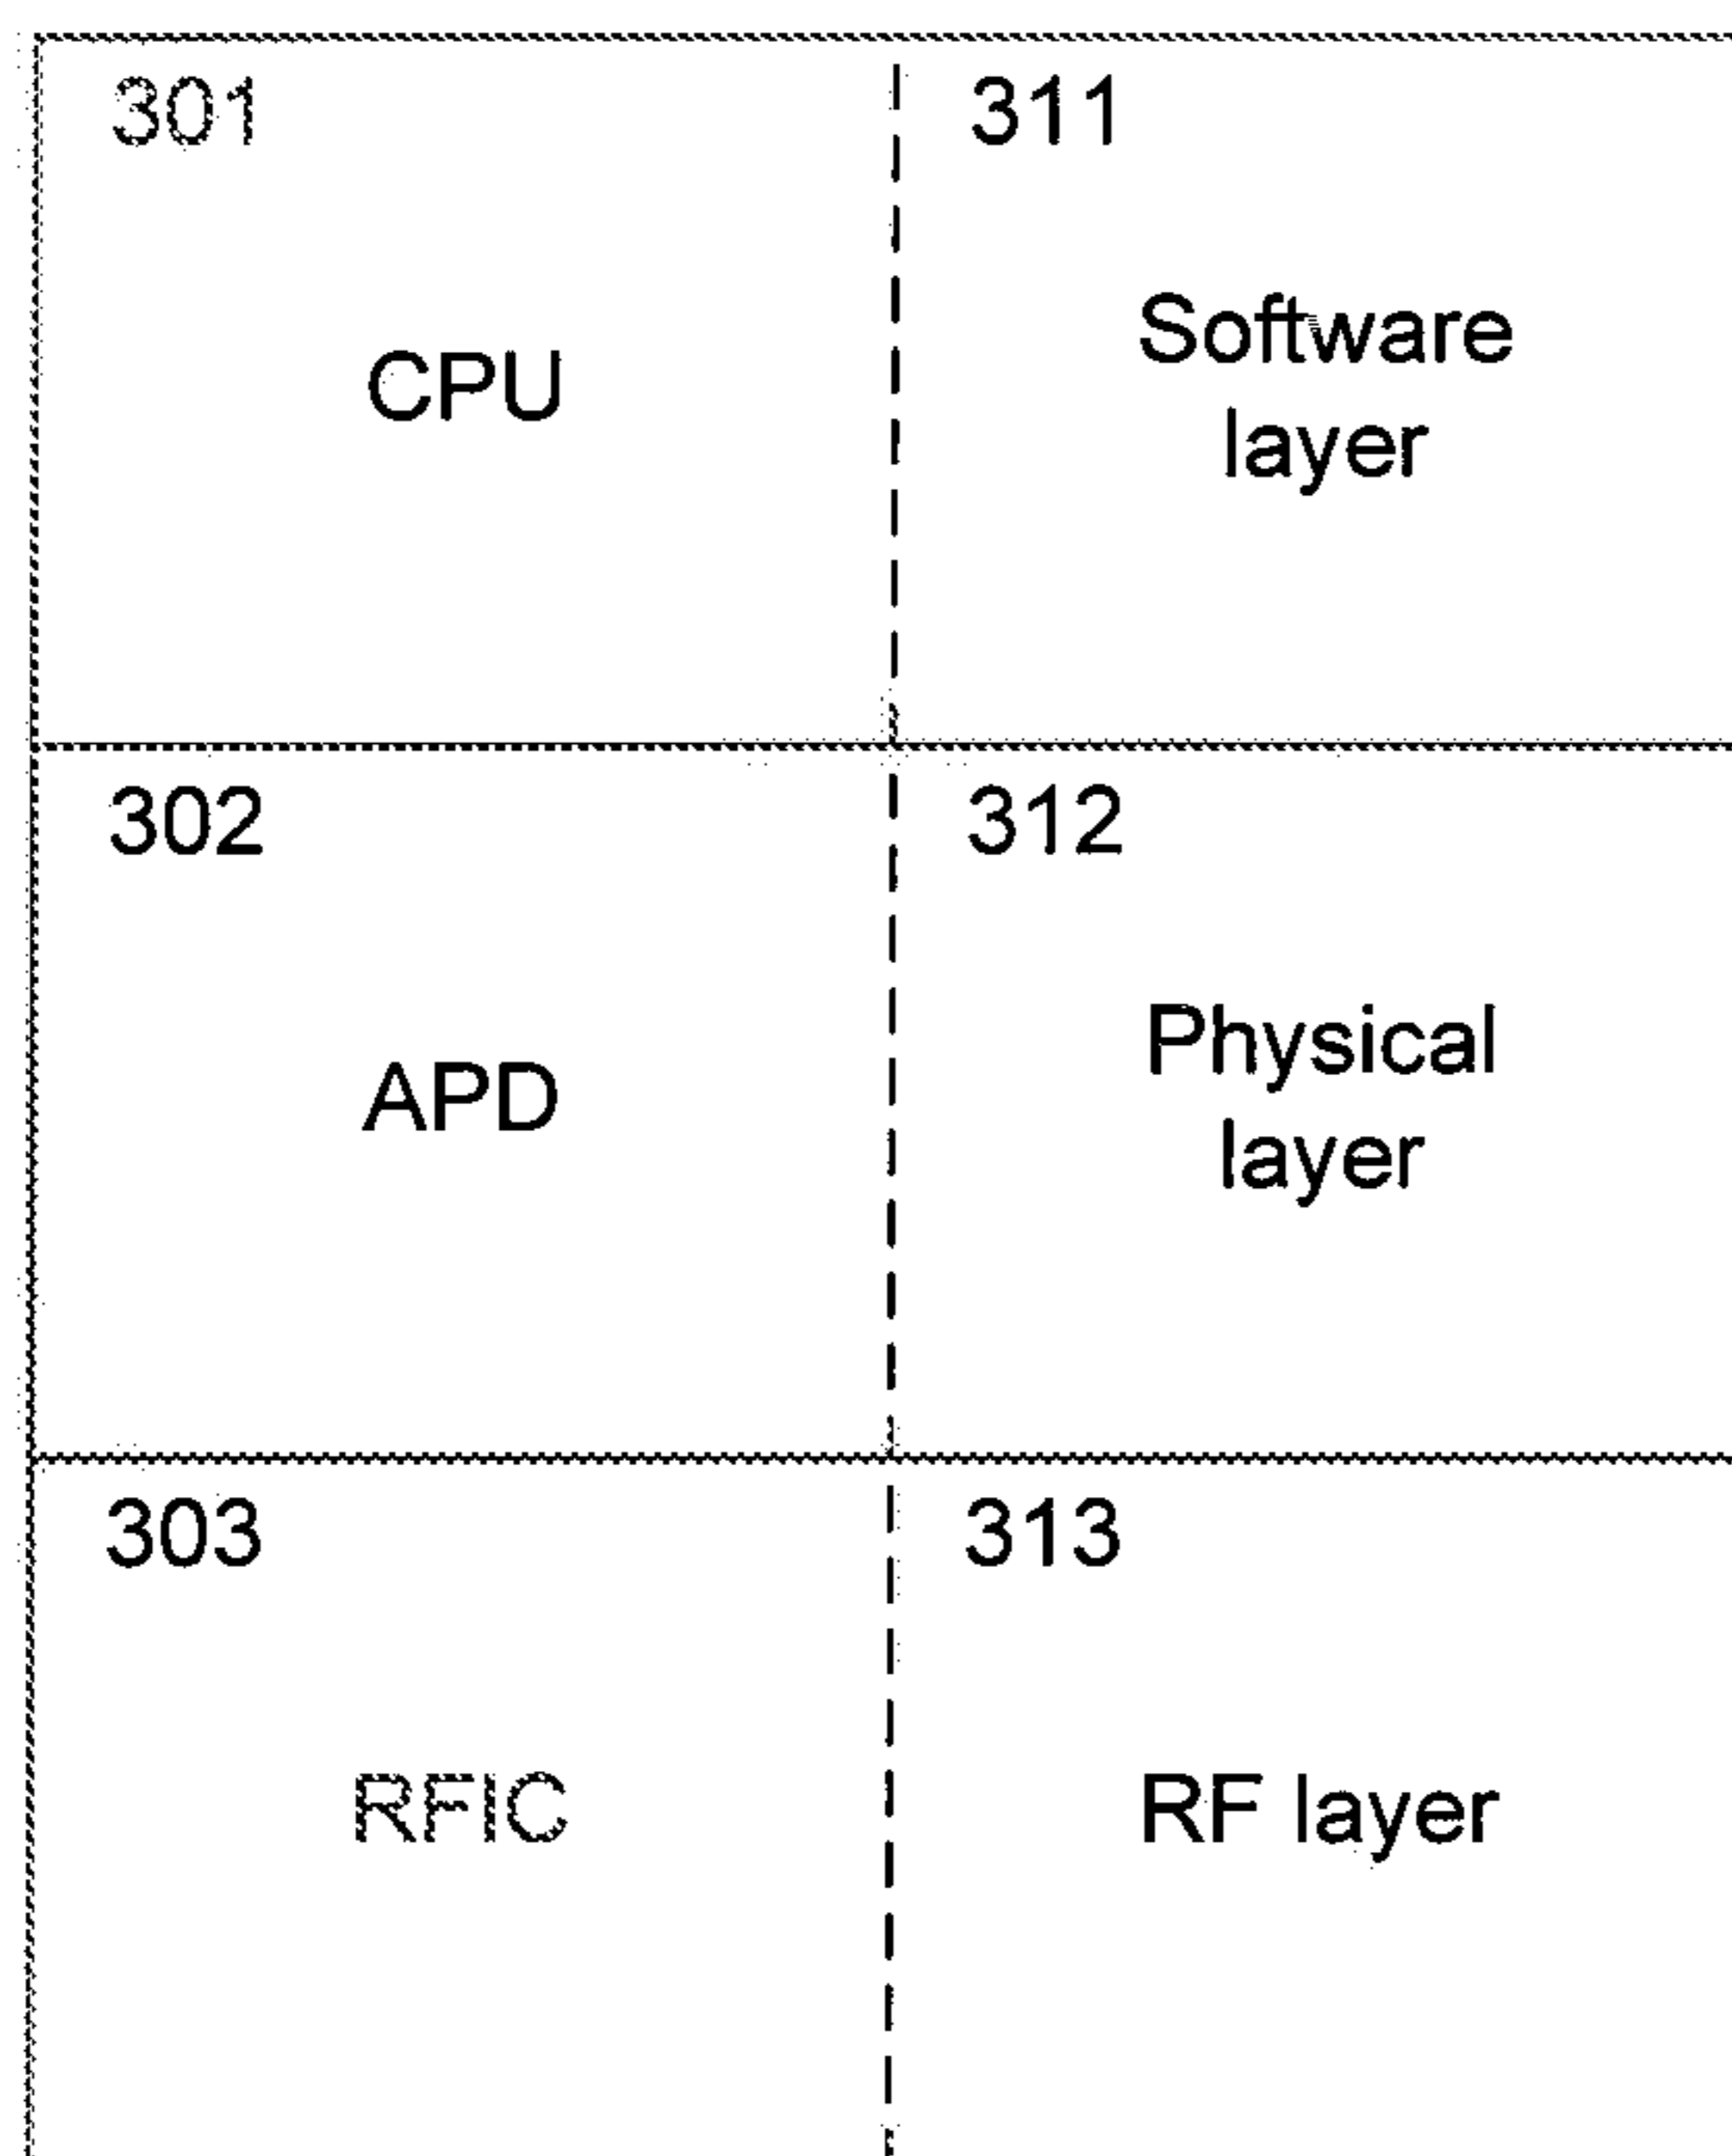 301
311
CPU
Software
layer
302
312
APD
Physical
layer
303
313
RFIC
RF layer